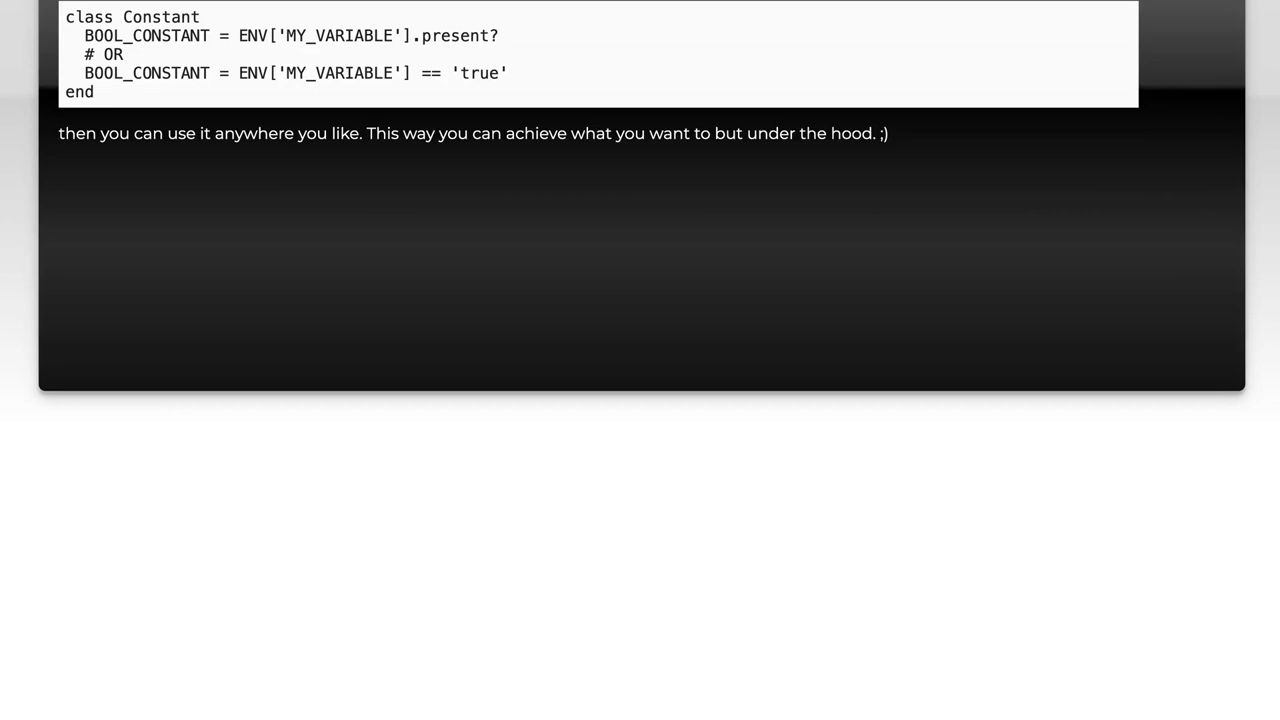 class Constant
  BOOL_CONSTANT = ENV['MY_VARIABLE'].present?
  # OR
  BOOL_CONSTANT = ENV['MY_VARIABLE'] == 'true'
end
then you can use it anywhere you like. This way you can achieve what you want to but under the hood. ;)